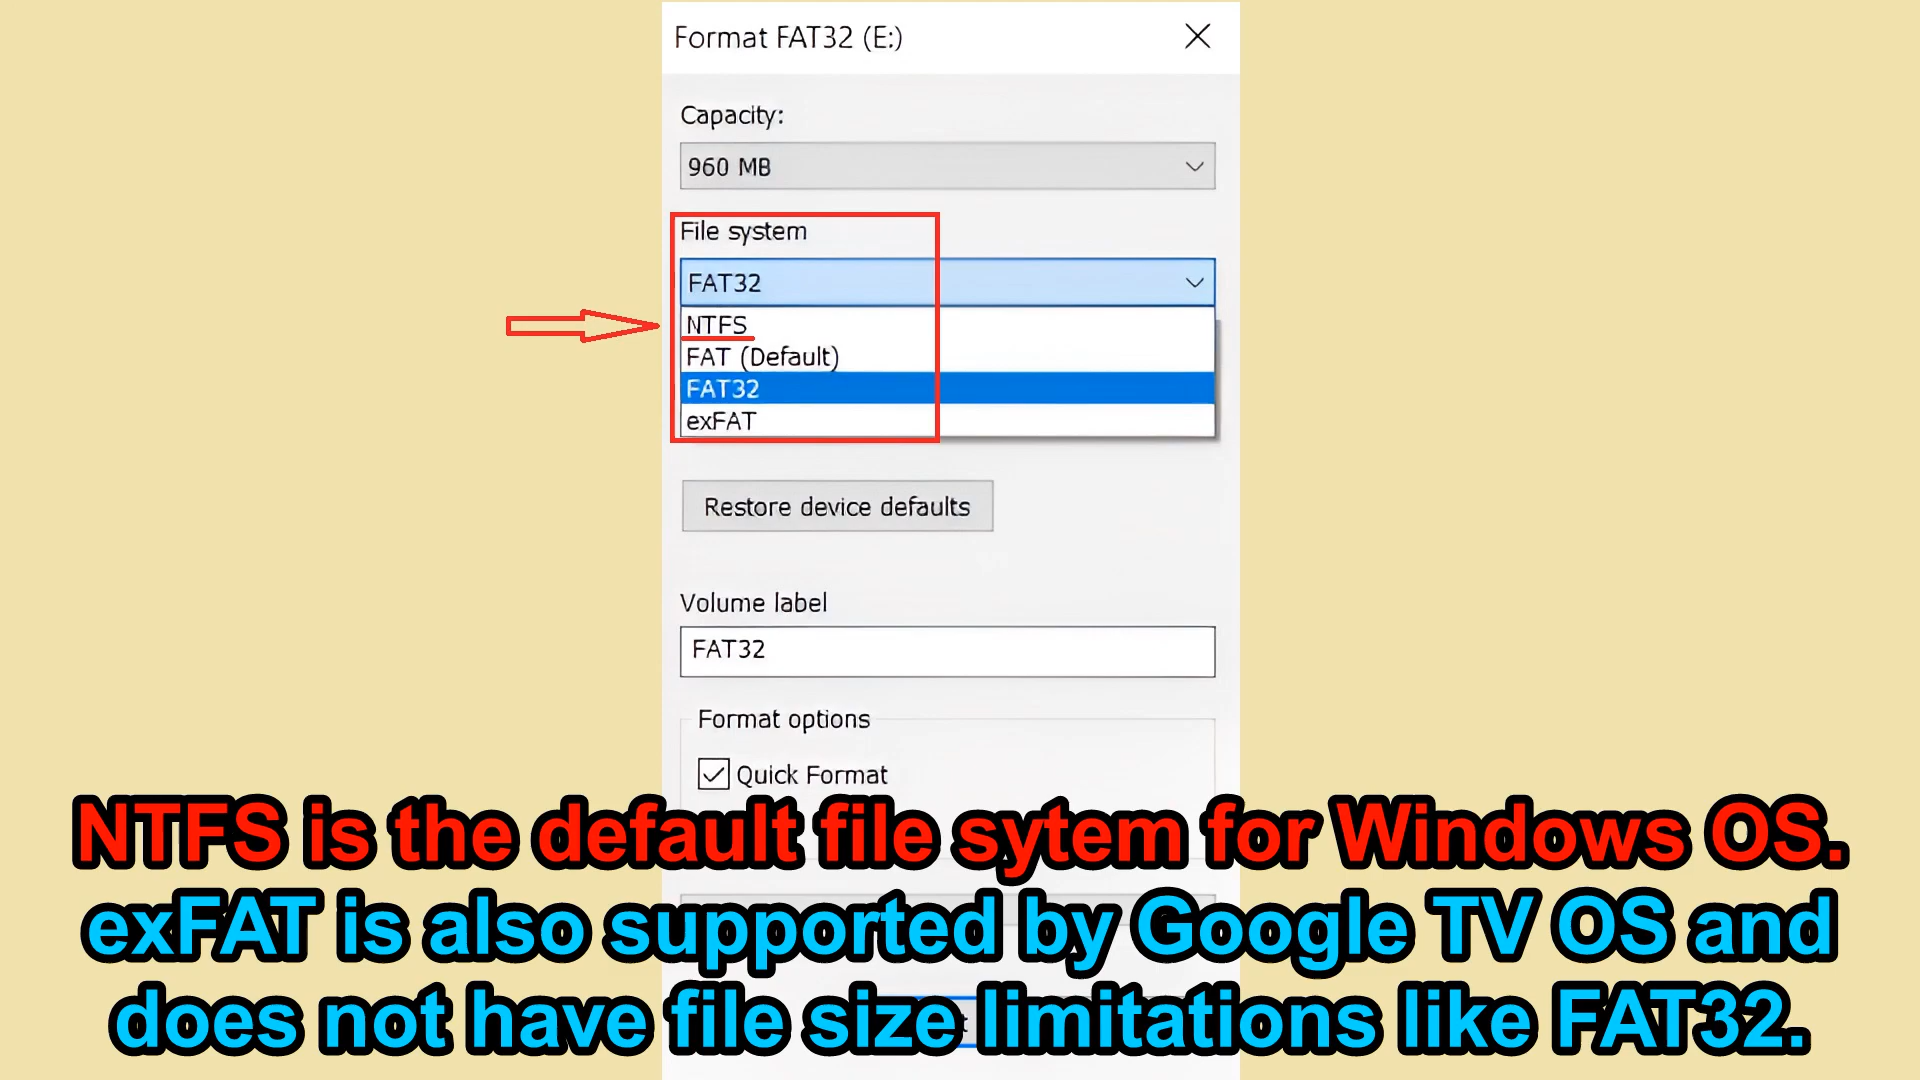 Format FAT32 (E:)
Capacity:
960 MB
File system
FAT32
NTFS
FAT (Default)
FAT32
exFAT
Restore device defaults
Volume label
FAT32
Format options
Quick Format
NTFS is the default file sytem for Windows OS.
exFAT is also supported by Google TV OS and
does not have file size limitations like FAT32.